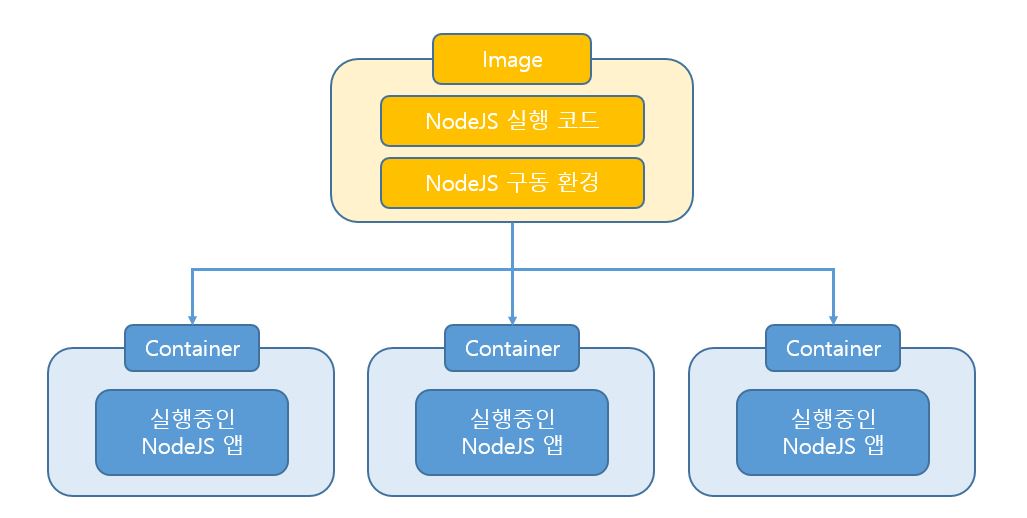 Image
NodeJS 실행 코드
NodeJS 구동 환경
Container
Container
Container
실행중인
NodeJS 앱
실행중인
NodeJS 앱
실행중인
NodeJS 앱